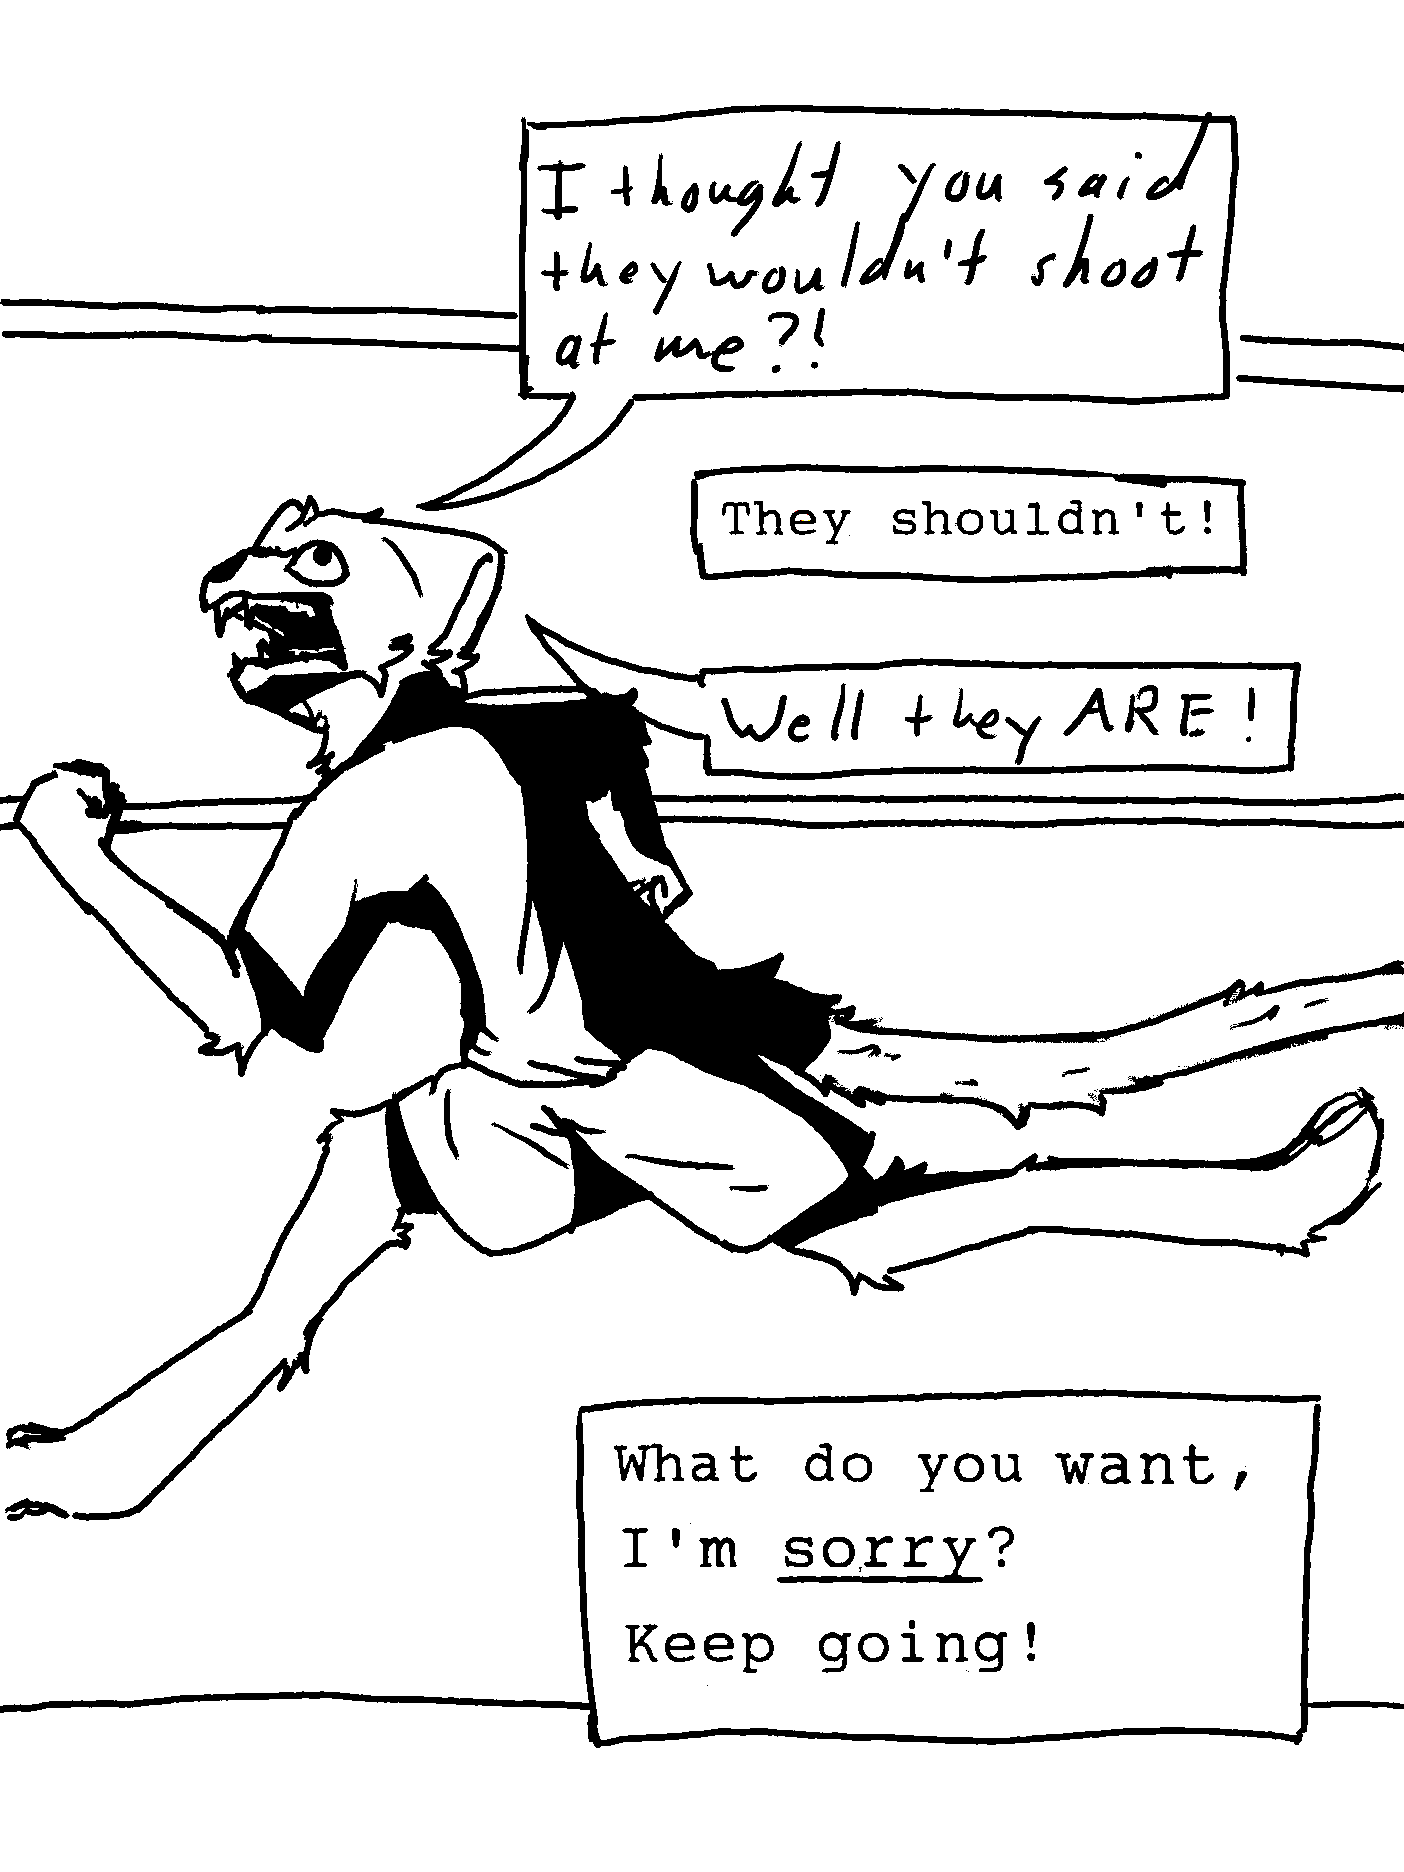 I thought you said
they wouldn't shoot
at me?!
They shouldn't!
Well they ARE!
What do you want,
I'm sorry?
Keep going!